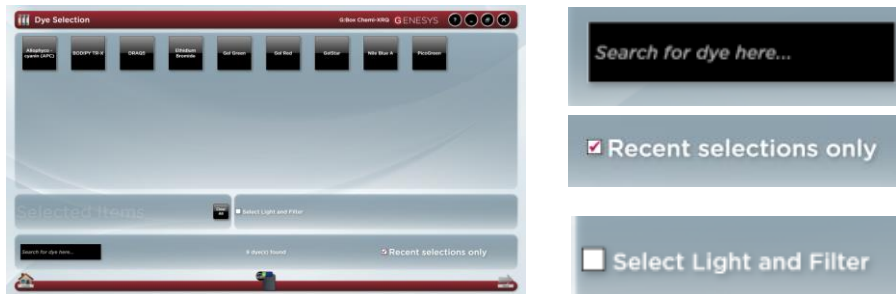 Dye Selection
G:Box Chemi-XRQ GENESYS
Allophyco-
cyanin (APC)
BODIPY TR-X
DRAQ5
Ethidium
Bromide
Gel Green
Gel Red
GelStar
Nile Blue A
PicoGreen
Selected Items
Clear
All
Select Light and Filter
Search for dye here...
9 dye(s) found
Recent selections only
Search for dye here...
Recent selections only
Select Light and Filter